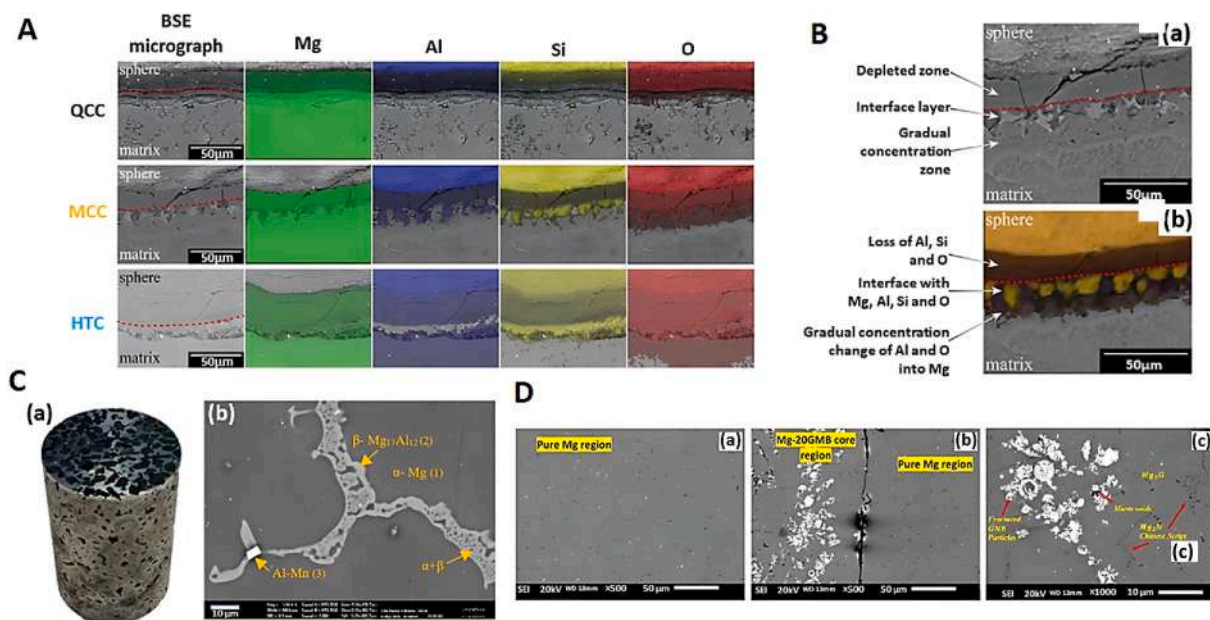 A
BSE
micrograph
Mg
Al
Si
O
QCC
sphere
matrix
50µm
MCC
sphere
matrix
50µm
HTC
sphere
matrix
50µm
B
(a)
sphere
Depleted zone
Interface layer
Gradual
concentration
zone
matrix
50µm
(b)
sphere
Loss of Al, Si
and O
Interface with
Mg, Al, Si and O
Gradual concentration
change of Al and O
into Mg
matrix
50µm
C
(a)
(b)
β- Mg₁₇Al₁₂ (2)
α- Mg (1)
Al-Mn (3)
α+β
10 µm
D
(a)
Pure Mg region
SEI 20kV WD 13mm ×500 50 µm
(b)
Mg-20GMB core
region
Pure Mg region
SEI 20kV WD 13mm ×500 50 µm
(c)
Mg₂Si
Micro voids
Fractured
GMB
Particles
Mg₂Si
Chinese Script
(c)
SEI 20kV WD 13mm ×1000 10 µm